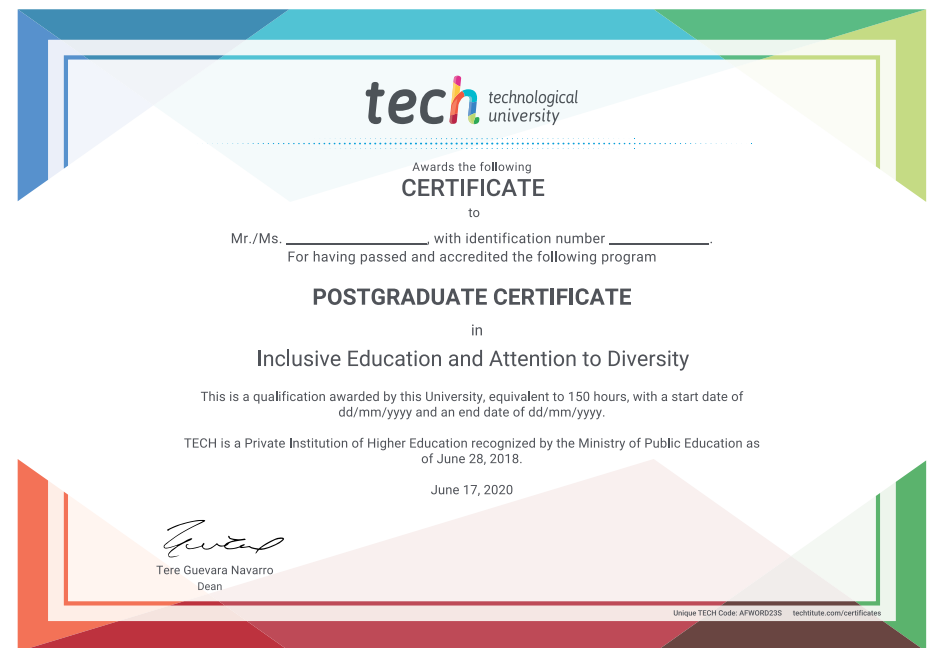 tech technological
university
Awards the following
CERTIFICATE
to
Mr./Ms. ____________________, with identification number ______________.
For having passed and accredited the following program
POSTGRADUATE CERTIFICATE
in
Inclusive Education and Attention to Diversity
This is a qualification awarded by this University, equivalent to 150 hours, with a start date of
dd/mm/yyyy and an end date of dd/mm/yyyy.
TECH is a Private Institution of Higher Education recognized by the Ministry of Public Education as
of June 28, 2018.
June 17, 2020
Tere Guevara Navarro
Dean
Unique TECH Code: AFWORD23S techtitute.com/certificates